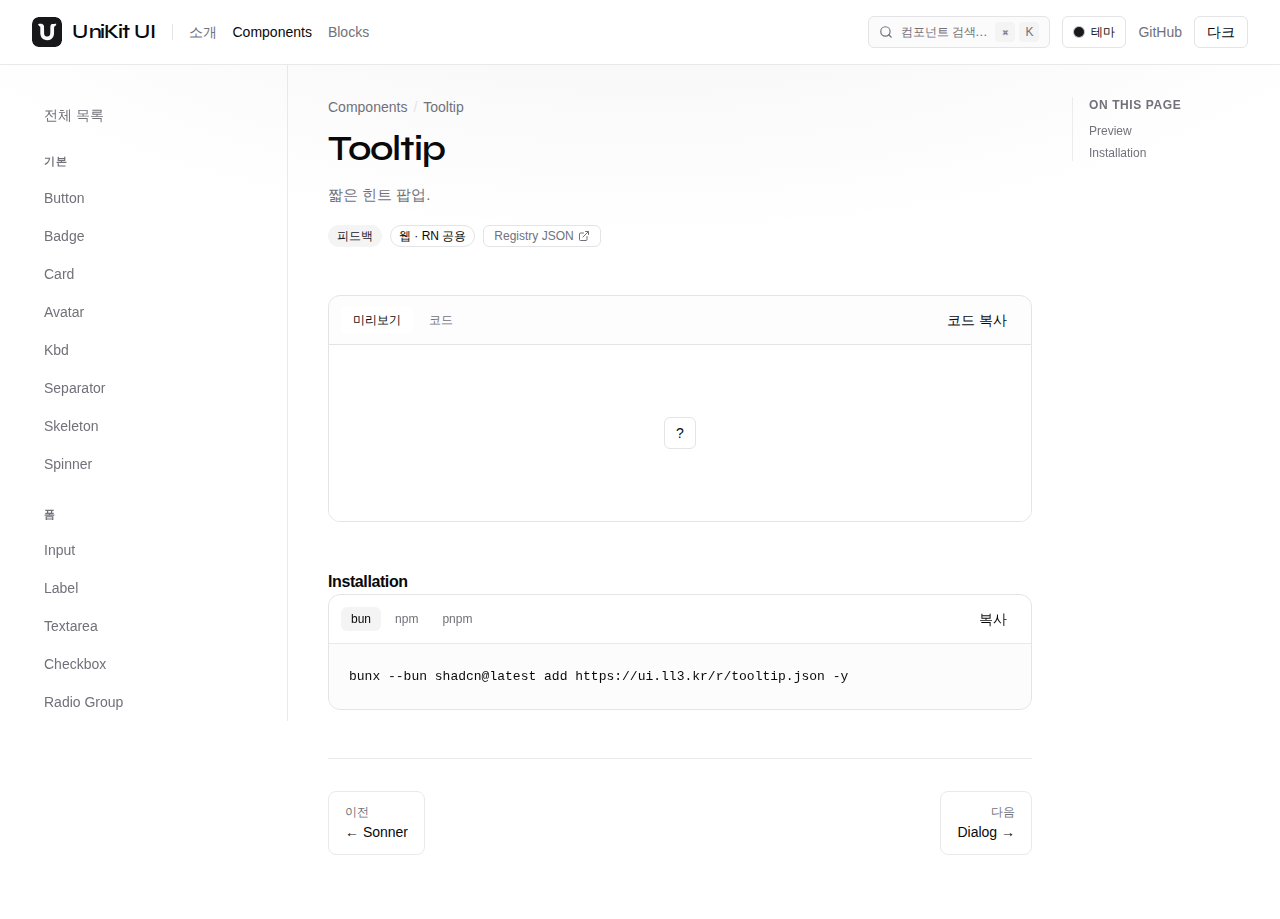 UniKit UI
소개
Components
Blocks
컴포넌트 검색…
⌘
K
테마
GitHub
다크
전체 목록
기본
Button
Badge
Card
Avatar
Kbd
Separator
Skeleton
Spinner
폼
Input
Label
Textarea
Checkbox
Radio Group
Components / Tooltip
Tooltip
짧은 힌트 팝업.
피드백
웹 · RN 공용
Registry JSON
미리보기
코드
코드 복사
?
Installation
bun
npm
pnpm
복사
bunx --bun shadcn@latest add https://ui.ll3.kr/r/tooltip.json -y
이전
← Sonner
다음
Dialog →
ON THIS PAGE
Preview
Installation